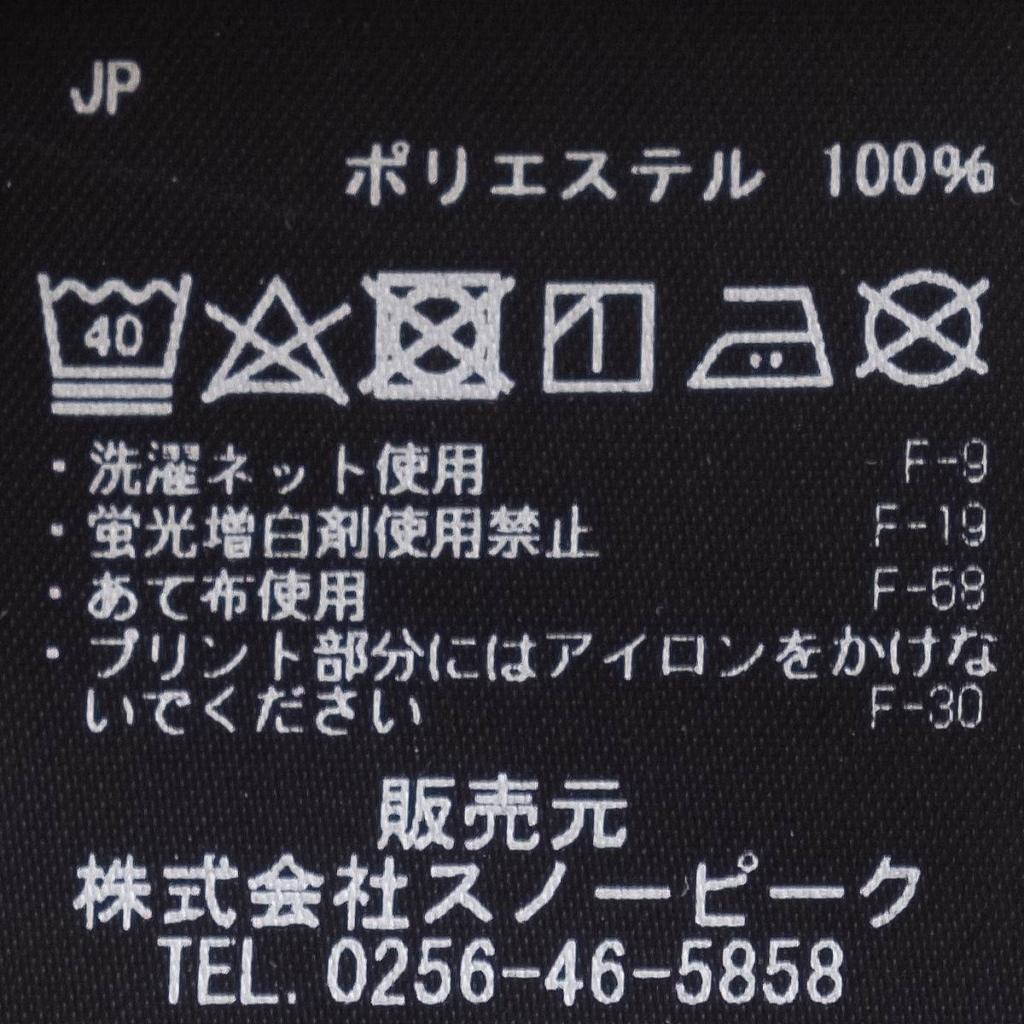 JP
ポリエステル 100%
40
・洗濯ネット使用 F-9
・蛍光増白剤使用禁止 F-19
・あて布使用 F-58
・プリント部分にはアイロンをかけな
いでください F-30
販売元
株式会社スノーピーク
TEL. 0256-46-5858